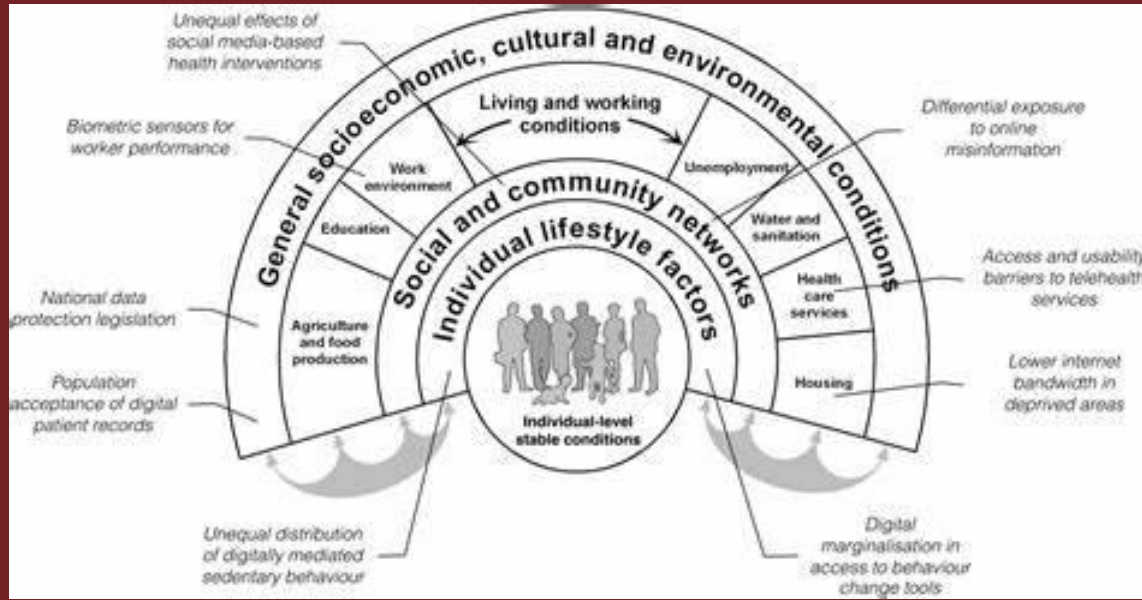 Unequal effects of
social media-based
health interventions
General socioeconomic, cultural and environmental conditions
Living and working
conditions
Biometric sensors for
worker performance
Differential exposure
to online
misinformation
Work
environment
Unemployment
Social and community networks
Education
Water and
sanitation
Individual lifestyle factors
Access and usability
barriers to telehealth
services
Health
care
services
National data
protection legislation
Agriculture
and food
production
Population
acceptance of digital
patient records
Housing
Lower internet
bandwidth in
deprived areas
Individual-level
stable conditions
Unequal distribution
of digitally mediated
sedentary behaviour
Digital
marginalisation in
access to behaviour
change tools